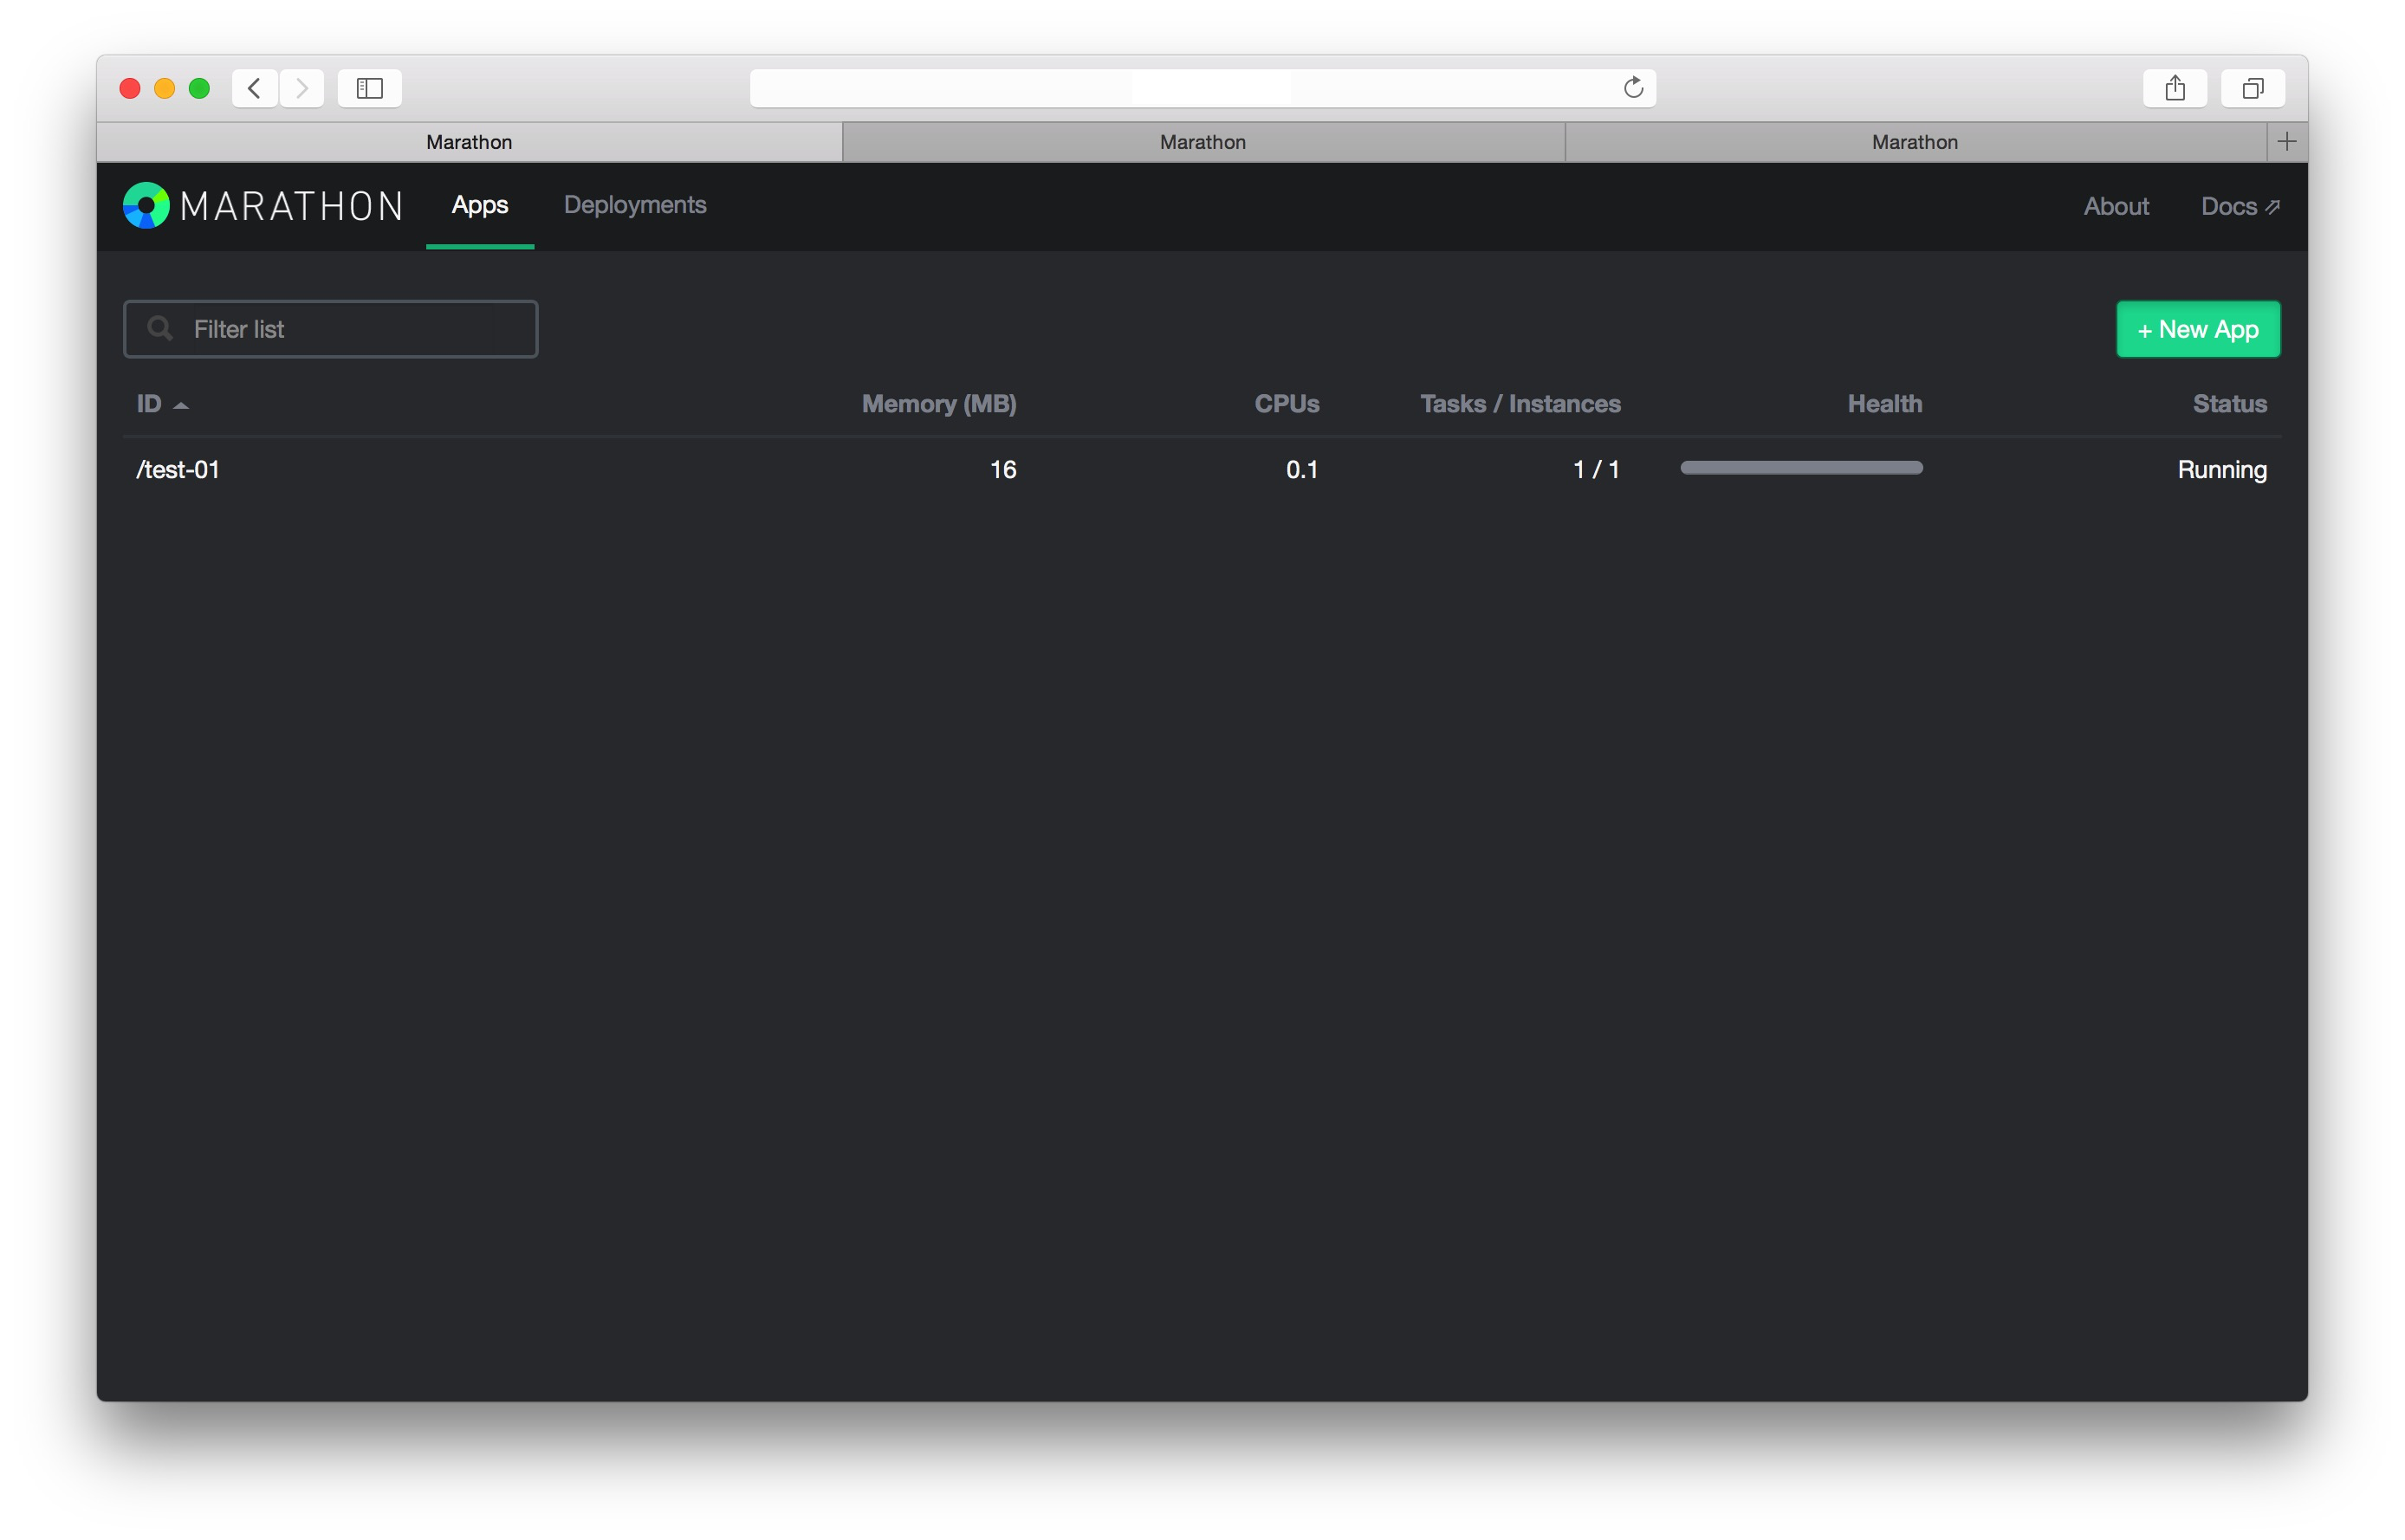 Marathon Marathon Marathon
MARATHON Apps Deployments About Docs
Filter list + New App
ID Memory (MB) CPUs Tasks / Instances Health Status
/test-01 16 0.1 1 / 1 Running